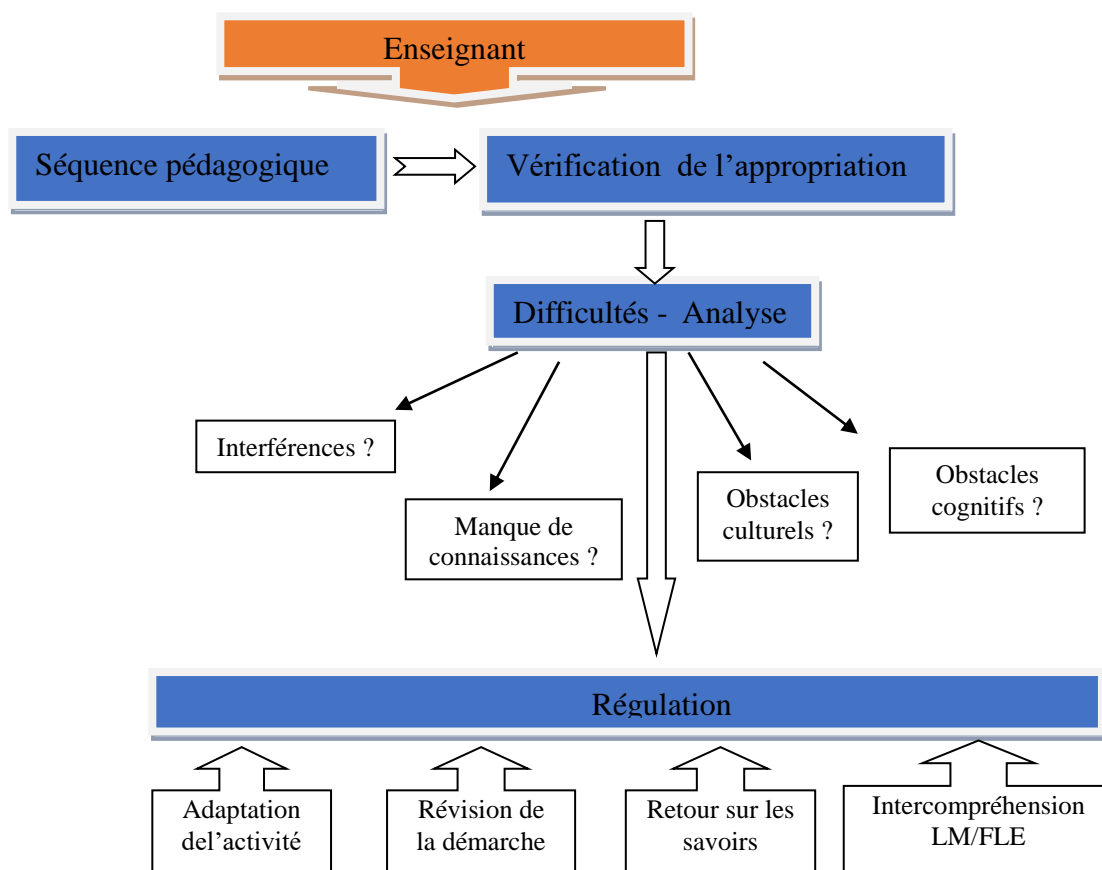 Enseignant
Séquence pédagogique
Vérification de l’appropriation
Difficultés - Analyse
Interférences ?
Manque de
connaissances ?
Obstacles
culturels ?
Obstacles
cognitifs ?
Régulation
Adaptation
del’activité
Révision de
la démarche
Retour sur les
savoirs
Intercompréhension
LM/FLE